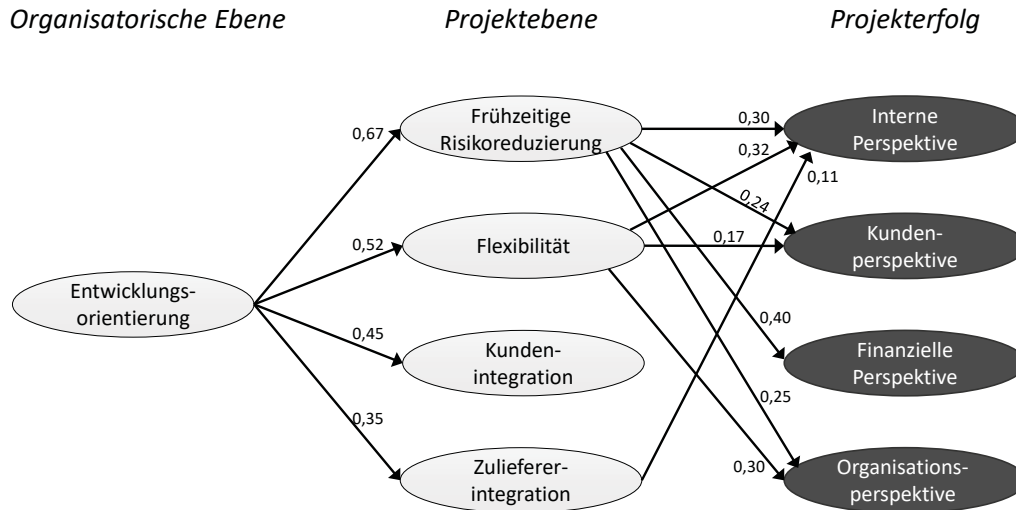 Organisatorische Ebene
Projektebene
Projekterfolg
Frühzeitige
Risikoreduzierung
Interne
Perspektive
0,30
0,67
0,32
0,11
0,24
Flexibilität
Kunden-
perspektive
0,52
0,17
Entwicklungs-
orientierung
0,45
0,40
Kunden-
integration
Finanzielle
Perspektive
0,35
0,25
0,30
Zulieferer-
integration
Organisations-
perspektive